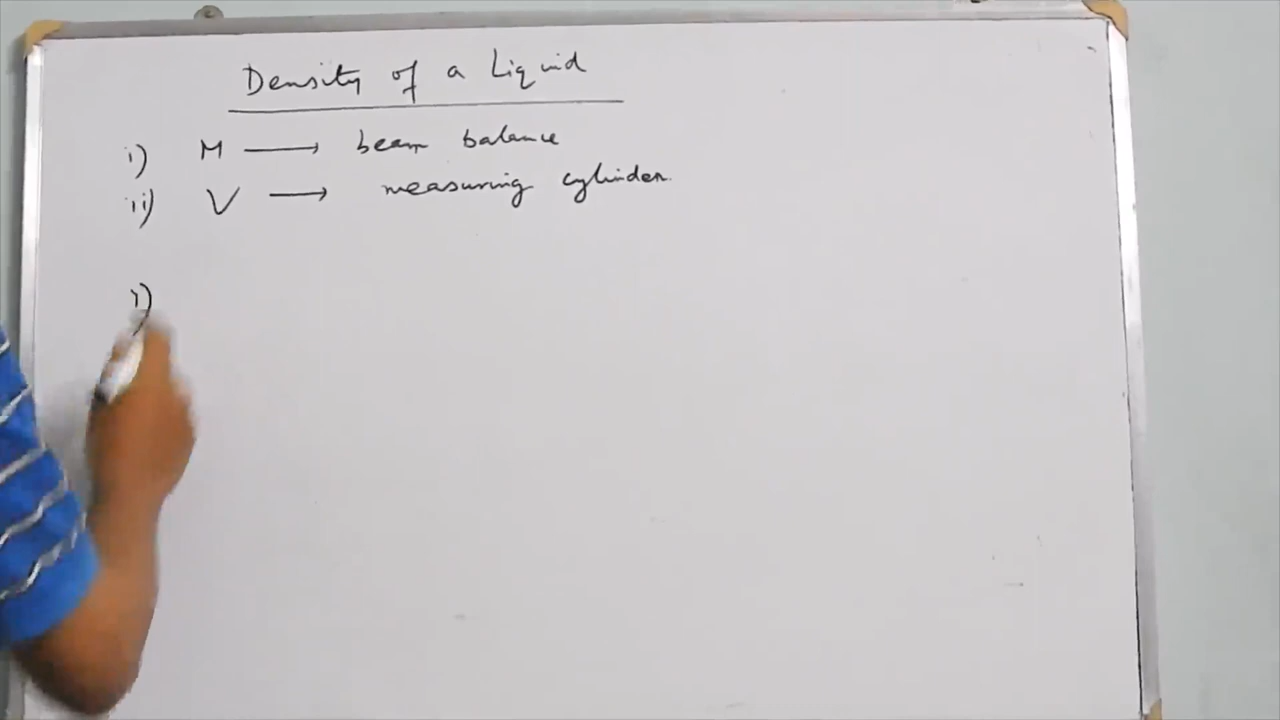 Density of a Liquid
i) M → beam balance
ii) V → measuring cylinder.
i)